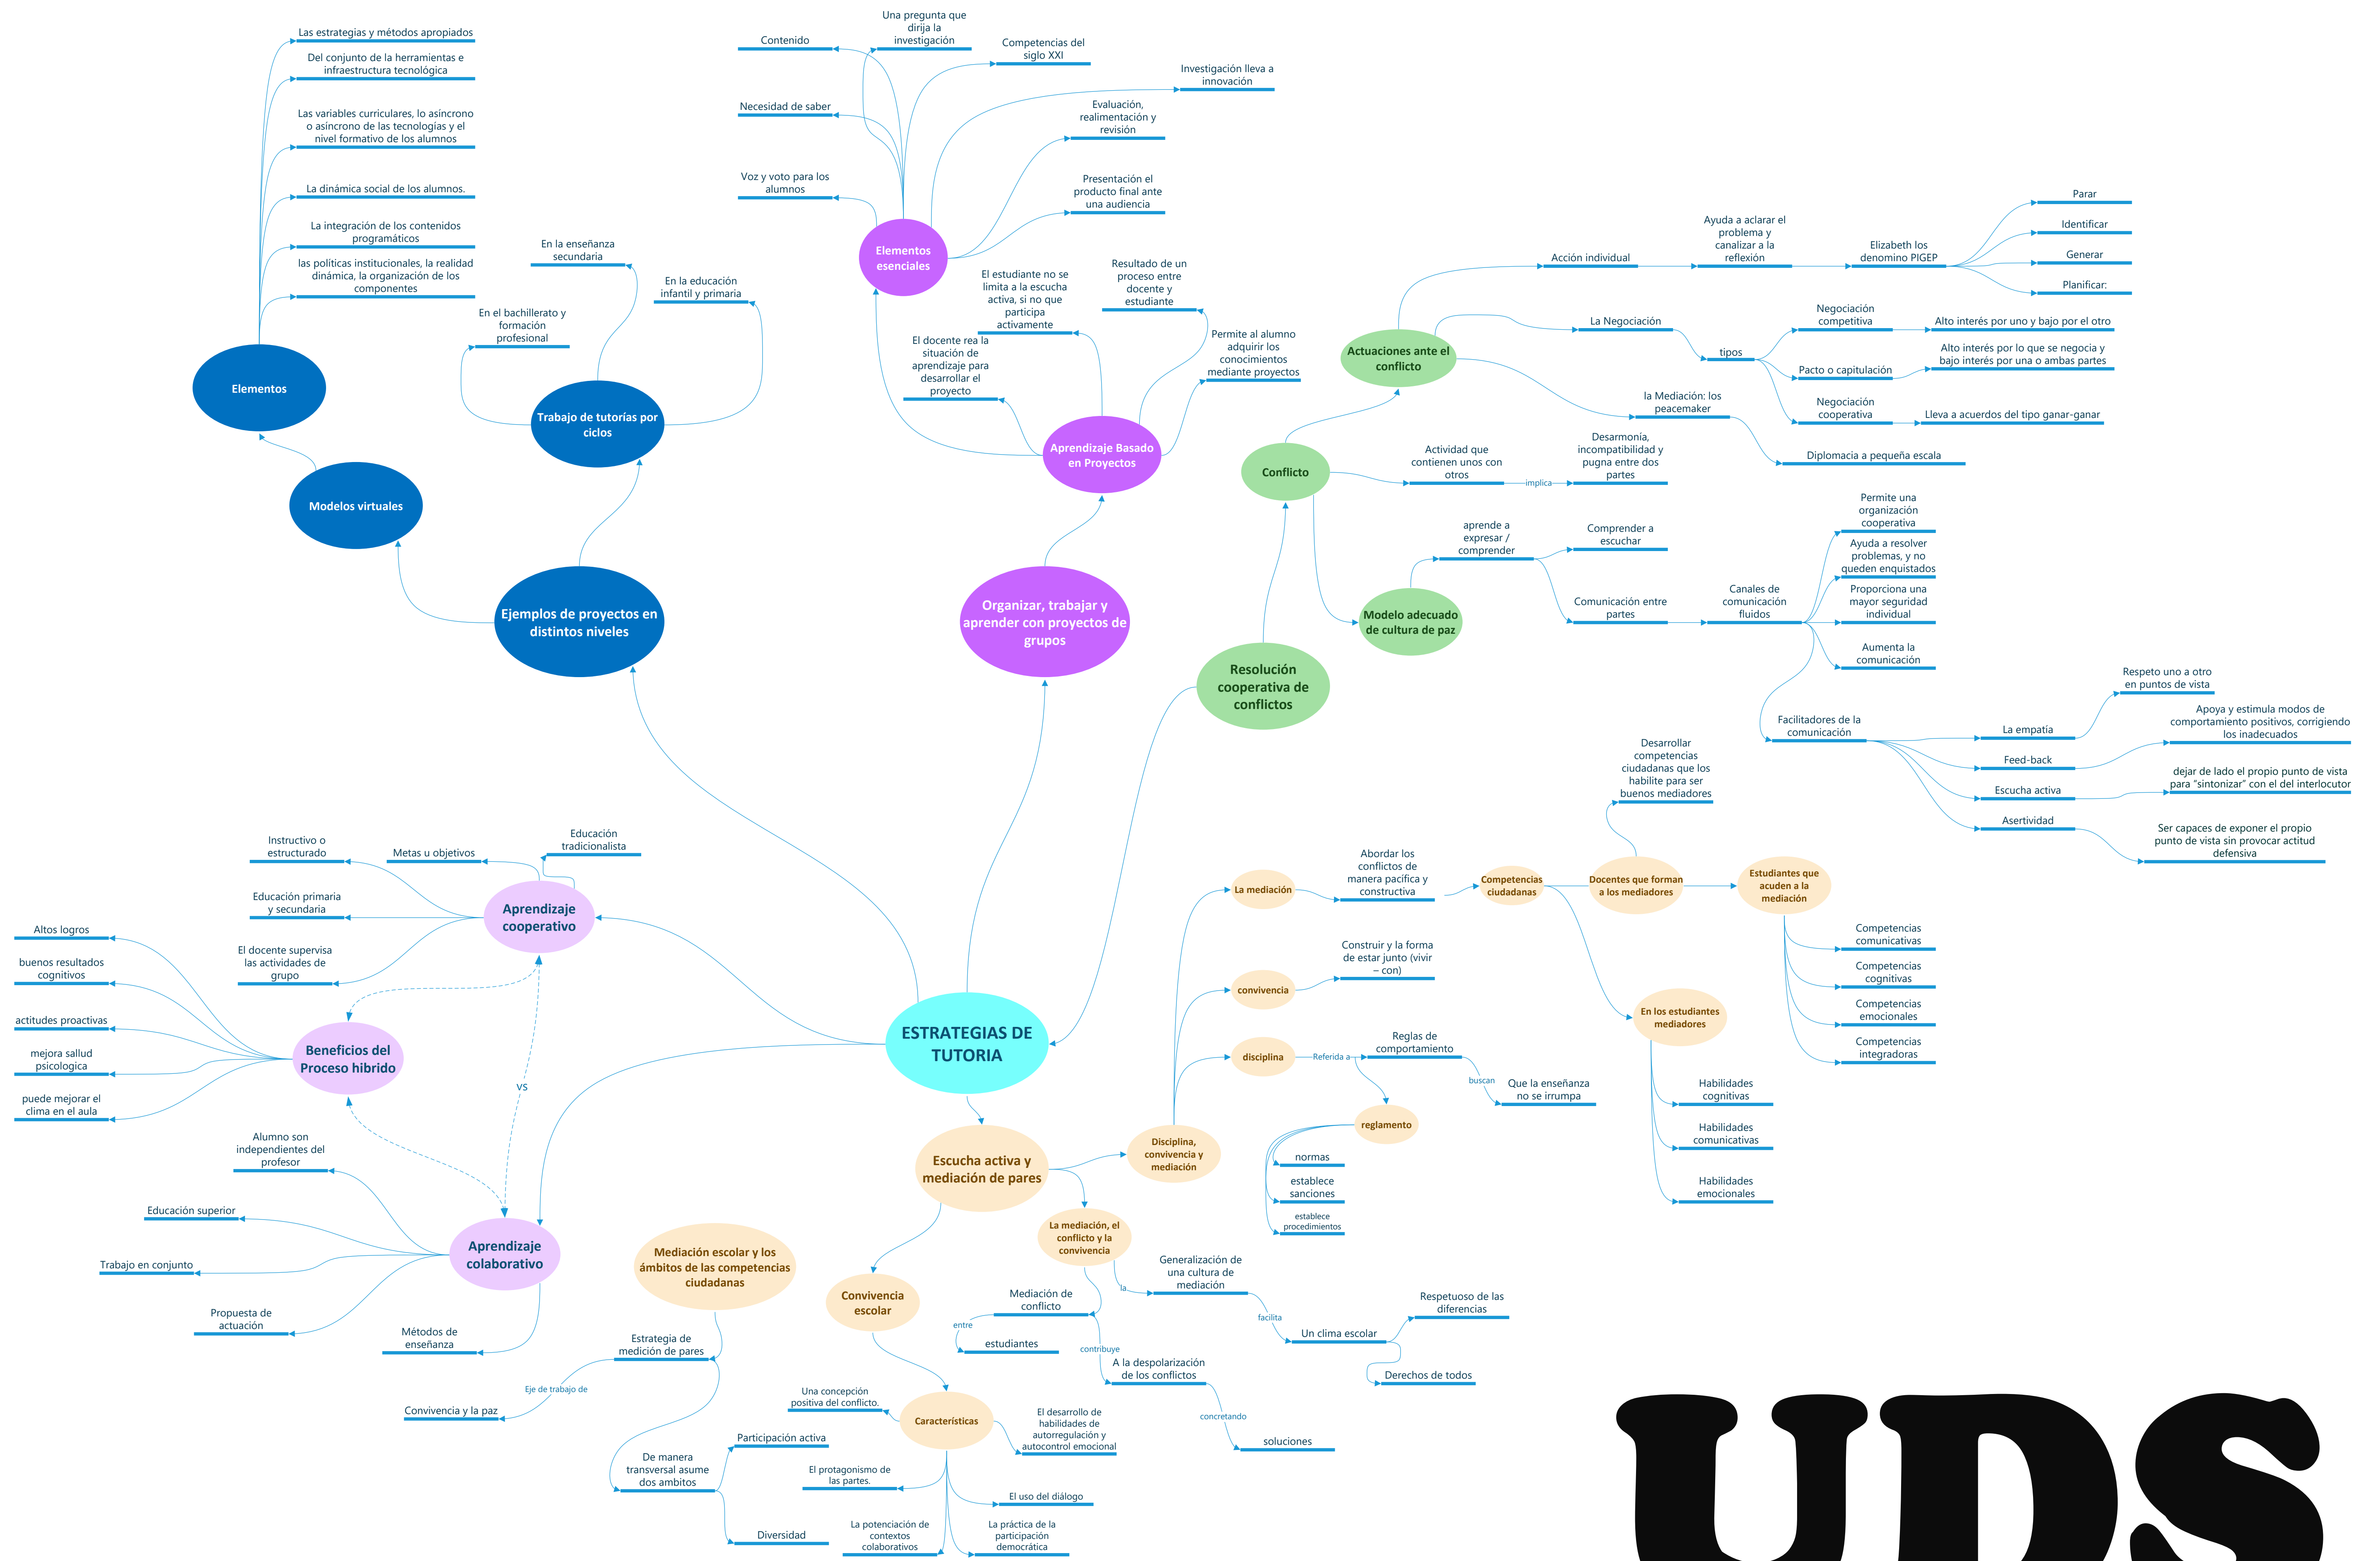 Las estrategias y métodos apropiados
Del conjunto de la herramientas e
infraestructura tecnológica
Las variables curriculares, lo asíncrono
o asíncrono de las tecnologías y el
nivel formativo de los alumnos
La dinámica social de los alumnos.
La integración de los contenidos
programáticos
las políticas institucionales, la realidad
dinámica, la organización de los
componentes
Elementos
Modelos virtuales
En el bachillerato y
formación
profesional
En la enseñanza
secundaria
En la educación
infantil y primaria
Trabajo de tutorías por
ciclos
Ejemplos de proyectos en
distintos niveles
Contenido
Una pregunta que
dirija la
investigación
Competencias del
siglo XXI
Investigación lleva a
innovación
Necesidad de saber
Evaluación,
realimentación y
revisión
Voz y voto para los
alumnos
Presentación el
producto final ante
una audiencia
Elementos
esenciales
El estudiante no se
limita a la escucha
activa, si no que
participa
activamente
Resultado de un
proceso entre
docente y
estudiante
El docente rea la
situación de
aprendizaje para
desarrollar el
proyecto
Permite al alumno
adquirir los
conocimientos
mediante proyectos
Aprendizaje Basado
en Proyectos
Organizar, trabajar y
aprender con proyectos de
grupos
Actuaciones ante el
conflicto
Acción individual
Ayuda a aclarar el
problema y
canalizar a la
reflexión
Elizabeth los
denomino PIGEP
Parar
Identificar
Generar
Planificar:
La Negociación
tipos
Negociación
competitiva
Alto interés por uno y bajo por el otro
Pacto o capitulación
Alto interés por lo que se negocia y
bajo interés por una o ambas partes
Negociación
cooperativa
Lleva a acuerdos del tipo ganar-ganar
la Mediación: los
peacemaker
Diplomacia a pequeña escala
Conflicto
Actividad que
contienen unos con
otros
implica
Desarmonía,
incompatibilidad y
pugna entre dos
partes
Modelo adecuado
de cultura de paz
aprende a
expresar /
comprender
Comprender a
escuchar
Comunicación entre
partes
Canales de
comunicación
fluidos
Permite una
organización
cooperativa
Ayuda a resolver
problemas, y no
queden enquistados
Proporciona una
mayor seguridad
individual
Aumenta la
comunicación
Facilitadores de la
comunicación
La empatía
Respeto uno a otro
en puntos de vista
Feed-back
Apoya y estimula modos de
comportamiento positivos, corrigiendo
los inadecuados
Escucha activa
dejar de lado el propio punto de vista
para “sintonizar” con el del interlocutor
Asertividad
Ser capaces de exponer el propio
punto de vista sin provocar actitud
defensiva
Resolución
cooperativa de
conflictos
ESTRATEGIAS DE
TUTORIA
Instructivo o
estructurado
Metas u objetivos
Educación
tradicionalista
Educación primaria
y secundaria
El docente supervisa
las actividades de
grupo
Aprendizaje
cooperativo
Altos logros
buenos resultados
cognitivos
actitudes proactivas
mejora sallud
psicologica
puede mejorar el
clima en el aula
Beneficios del
Proceso hibrido
VS
Alumno son
independientes del
profesor
Educación superior
Trabajo en conjunto
Propuesta de
actuación
Métodos de
enseñanza
Aprendizaje
colaborativo
Escucha activa y
mediación de pares
Disciplina,
convivencia y
mediación
La mediación
Abordar los
conflictos de
manera pacifica y
constructiva
Competencias
ciudadanas
Docentes que forman
a los mediadores
Desarrollar
competencias
ciudadanas que los
habilite para ser
buenos mediadores
Estudiantes que
acuden a la
mediación
Competencias
comunicativas
Competencias
cognitivas
Competencias
emocionales
Competencias
integradoras
En los estudiantes
mediadores
Habilidades
cognitivas
Habilidades
comunicativas
Habilidades
emocionales
convivencia
Construir y la forma
de estar junto (vivir
– con)
disciplina
Referida a
Reglas de
comportamiento
buscan
Que la enseñanza
no se irrumpa
reglamento
normas
establece
sanciones
establece
procedimientos
La mediación, el
conflicto y la
convivencia
la
Generalización de
una cultura de
mediación
facilita
Un clima escolar
Respetuoso de las
diferencias
Derechos de todos
Mediación de
conflicto
entre
estudiantes
contribuye
A la despolarización
de los conflictos
concretando
soluciones
Convivencia
escolar
Características
Una concepción
positiva del conflicto.
El desarrollo de
habilidades de
autorregulación y
autocontrol emocional
El protagonismo de
las partes.
El uso del diálogo
La potenciación de
contextos
colaborativos
La práctica de la
participación
democrática
Mediación escolar y los
ámbitos de las competencias
ciudadanas
Estrategia de
medición de pares
Eje de trabajo de
Convivencia y la paz
De manera
transversal asume
dos ambitos
Participación activa
Diversidad
UDS